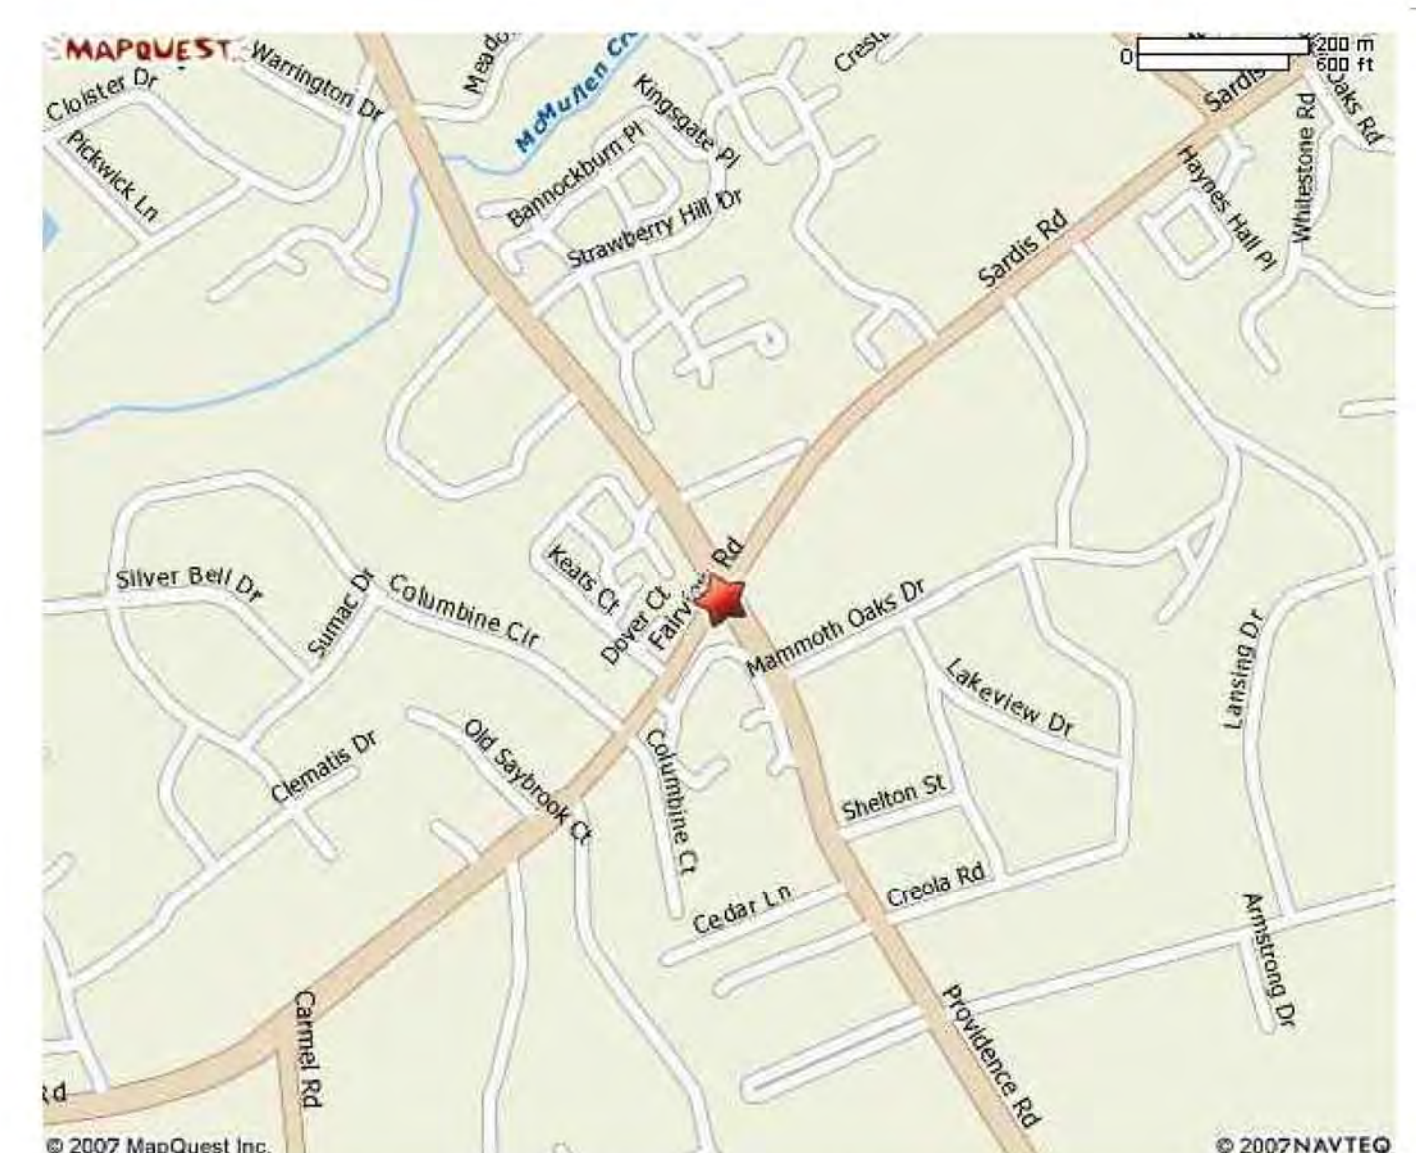 MAPQUEST
0
200 m
600 ft
Warrington Dr
Cloister Dr
Pickwick Ln
Kingsgate Pl
Bannockburn Pl
Strawberry Hill Dr
Sardis
Oaks Rd
Whitestone Rd
Haynes Hall Pl
Sardis Rd
Silver Bell Dr
Sumac Dr
Columbine Cir
Keats Ct
Dover Ct
Rd
Mammoth Oaks Dr
Lakeview Dr
Lansing Dr
Clematis Dr
Old Saybrook Ct
Columbine Ct
Shelton St
Creola Rd
Cedar Ln
Armstrong Dr
Carmel Rd
Providence Rd
Rd
© 2007 MapQuest Inc.
© 2007 NAVTEQ